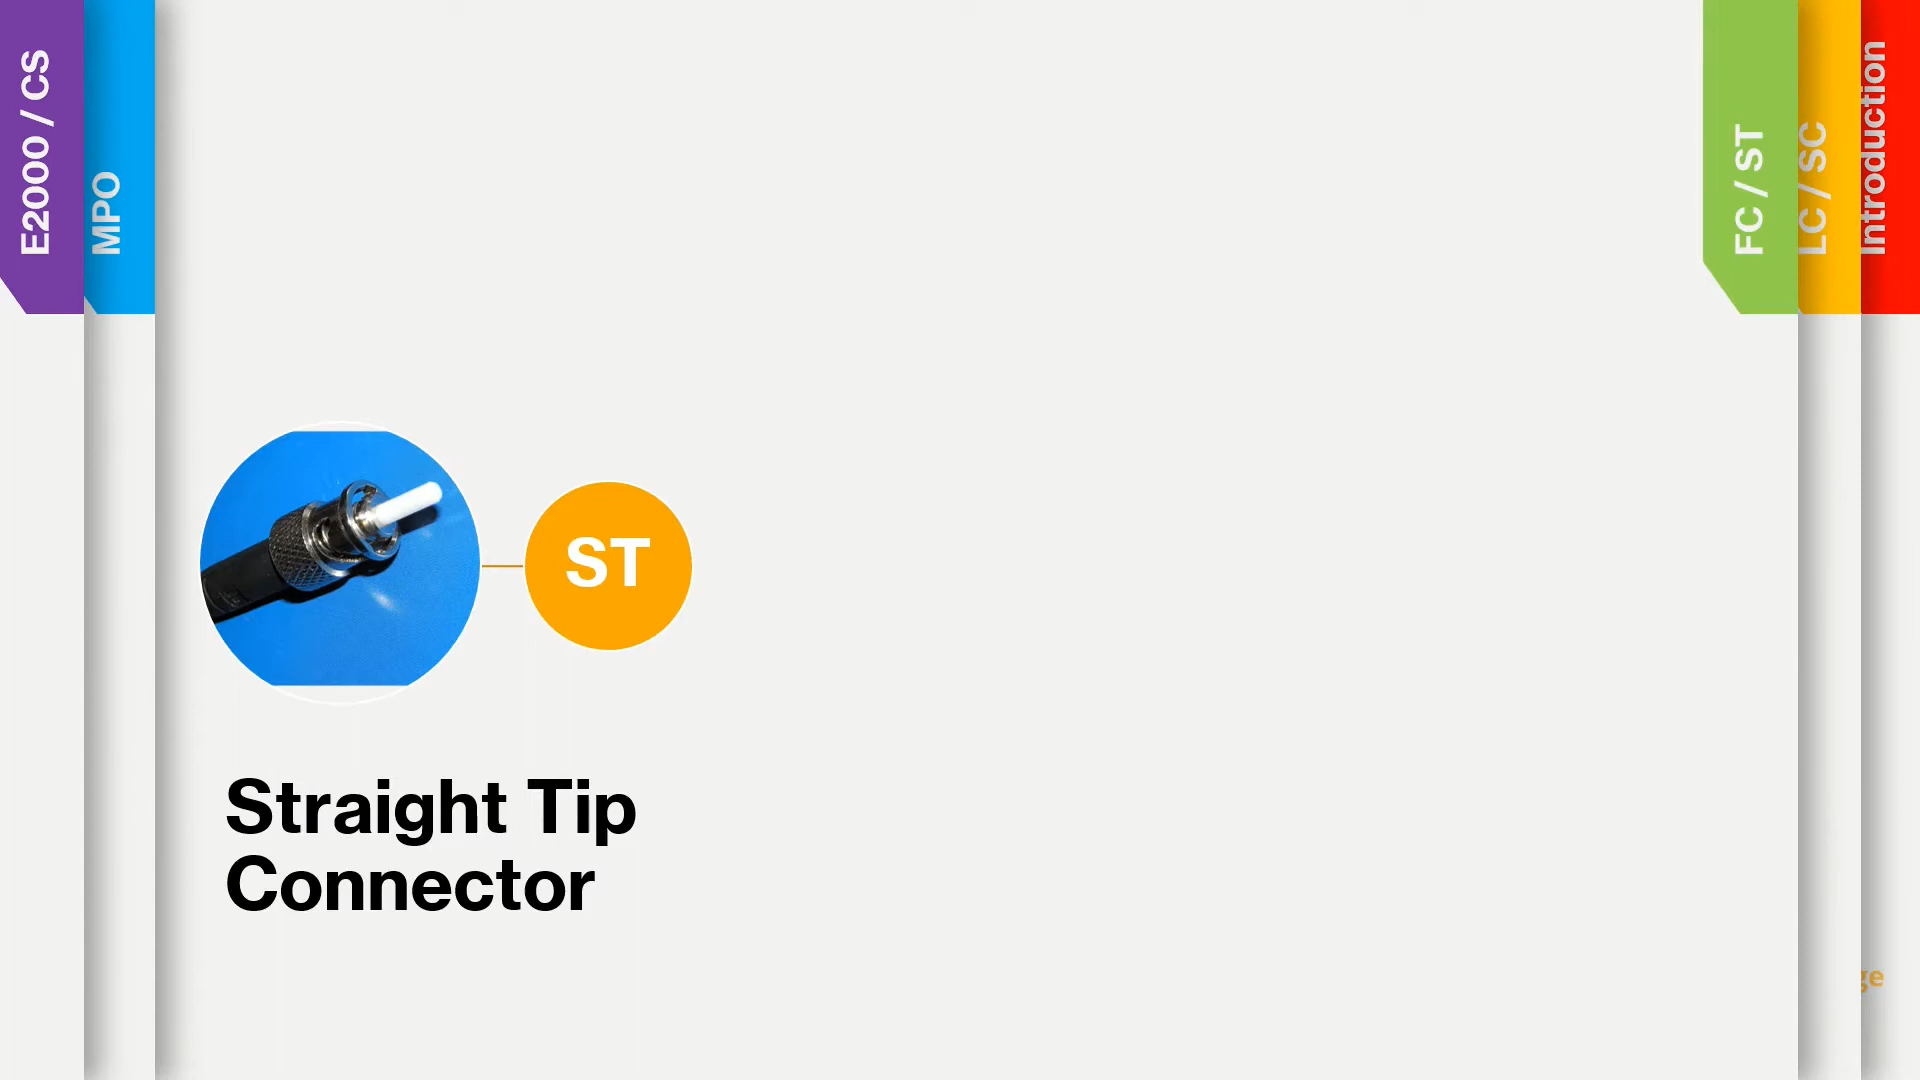 E2000 / CS
MPO
FC / ST
LC / SC
Introduction
ST
Straight Tip
Connector